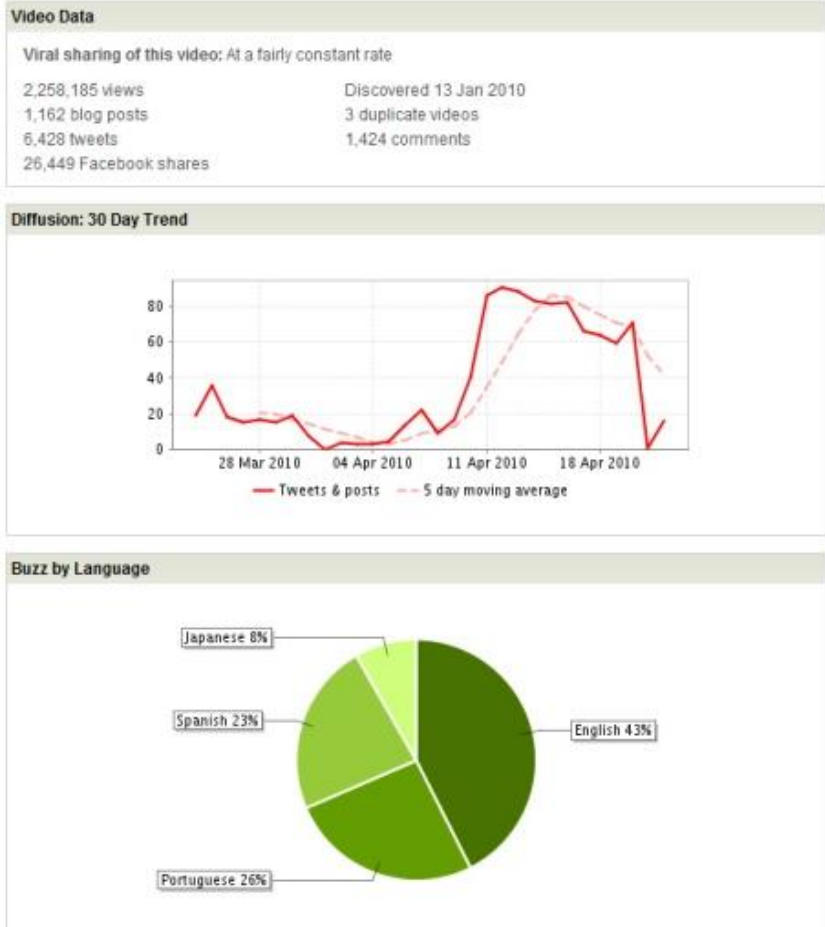 Video Data
Viral sharing of this video: At a fairly constant rate
2,258,185 views
Discovered 13 Jan 2010
1,162 blog posts
3 duplicate videos
6,428 tweets
1,424 comments
26,449 Facebook shares
Diffusion: 30 Day Trend
80
60
40
20
0
28 Mar 2010 04 Apr 2010 11 Apr 2010 18 Apr 2010
Tweets & posts 5 day moving average
Buzz by Language
Japanese 8%
Spanish 23%
English 43%
Portuguese 26%